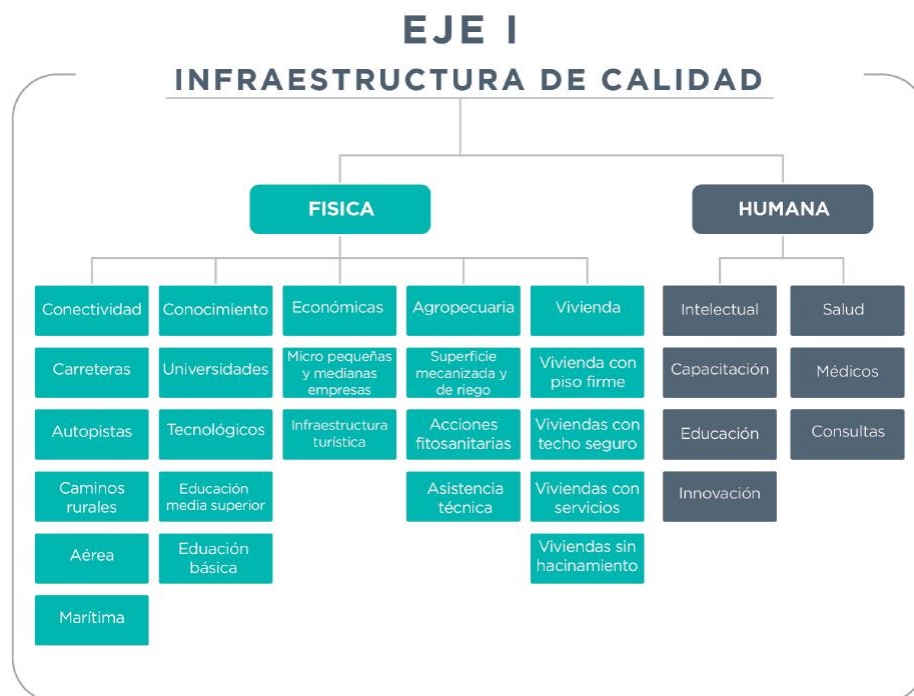 EJE I
INFRAESTRUCTURA DE CALIDAD
FISICA
HUMANA
Conectividad
Carreteras
Autopistas
Caminos
rurales
Aérea
Marítima
Conocimiento
Universidades
Tecnológicos
Educación
media superior
Eduación
básica
Económicas
Micro pequeñas
y medianas
empresas
Infraestructura
turística
Agropecuaria
Superficie
mecanizada y
de riego
Acciones
fitosanitarias
Asistencia
técnica
Vivienda
Vivienda con
piso firme
Viviendas con
techo seguro
Viviendas con
servicios
Viviendas sin
hacinamiento
Intelectual
Capacitación
Educación
Innovación
Salud
Médicos
Consultas